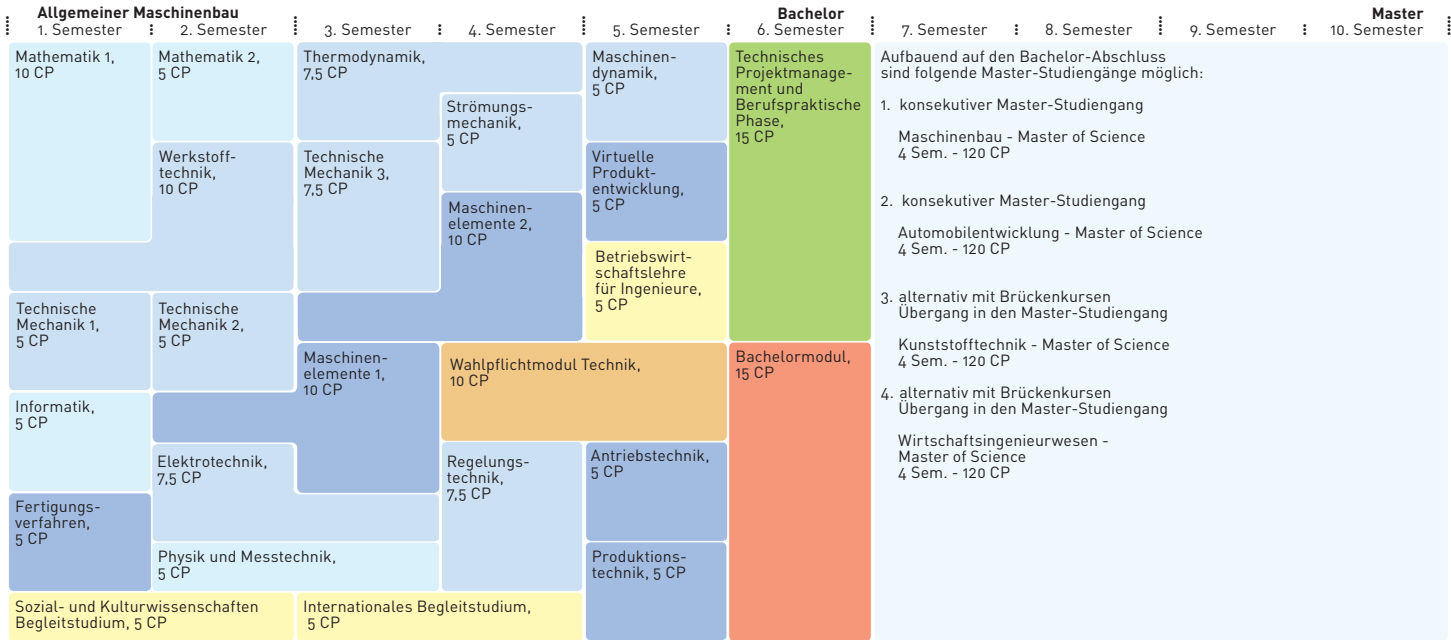 Allgemeiner Maschinenbau
Bachelor
Master
1. Semester
2. Semester
3. Semester
4. Semester
5. Semester
6. Semester
7. Semester
8. Semester
9. Semester
10. Semester
Mathematik 1,
10 CP
Mathematik 2,
5 CP
Thermodynamik,
7,5 CP
Maschinen-
dynamik,
5 CP
Technisches
Projektmanage-
ment und
Berufspraktische
Phase,
15 CP
Strömungs-
mechanik,
5 CP
Werkstoff-
technik,
10 CP
Technische
Mechanik 3,
7,5 CP
Virtuelle
Produkt-
entwicklung,
5 CP
Maschinen-
elemente 2,
10 CP
Betriebswirt-
schaftslehre
für Ingenieure,
5 CP
Technische
Mechanik 1,
5 CP
Technische
Mechanik 2,
5 CP
Maschinen-
elemente 1,
10 CP
Wahlpflichtmodul Technik,
10 CP
Bachelormodul,
15 CP
Informatik,
5 CP
Elektrotechnik,
7,5 CP
Regelungs-
technik,
7,5 CP
Antriebstechnik,
5 CP
Fertigungs-
verfahren,
5 CP
Physik und Messtechnik,
5 CP
Produktions-
technik, 5 CP
Sozial- und Kulturwissenschaften
Begleitstudium, 5 CP
Internationales Begleitstudium,
5 CP
Aufbauend auf den Bachelor-Abschluss
sind folgende Master-Studiengänge möglich:
1. konsekutiver Master-Studiengang
Maschinenbau - Master of Science
4 Sem. - 120 CP
2. konsekutiver Master-Studiengang
Automobilentwicklung - Master of Science
4 Sem. - 120 CP
3. alternativ mit Brückenkursen
Übergang in den Master-Studiengang
Kunststofftechnik - Master of Science
4 Sem. - 120 CP
4. alternativ mit Brückenkursen
Übergang in den Master-Studiengang
Wirtschaftsingenieurwesen -
Master of Science
4 Sem. - 120 CP